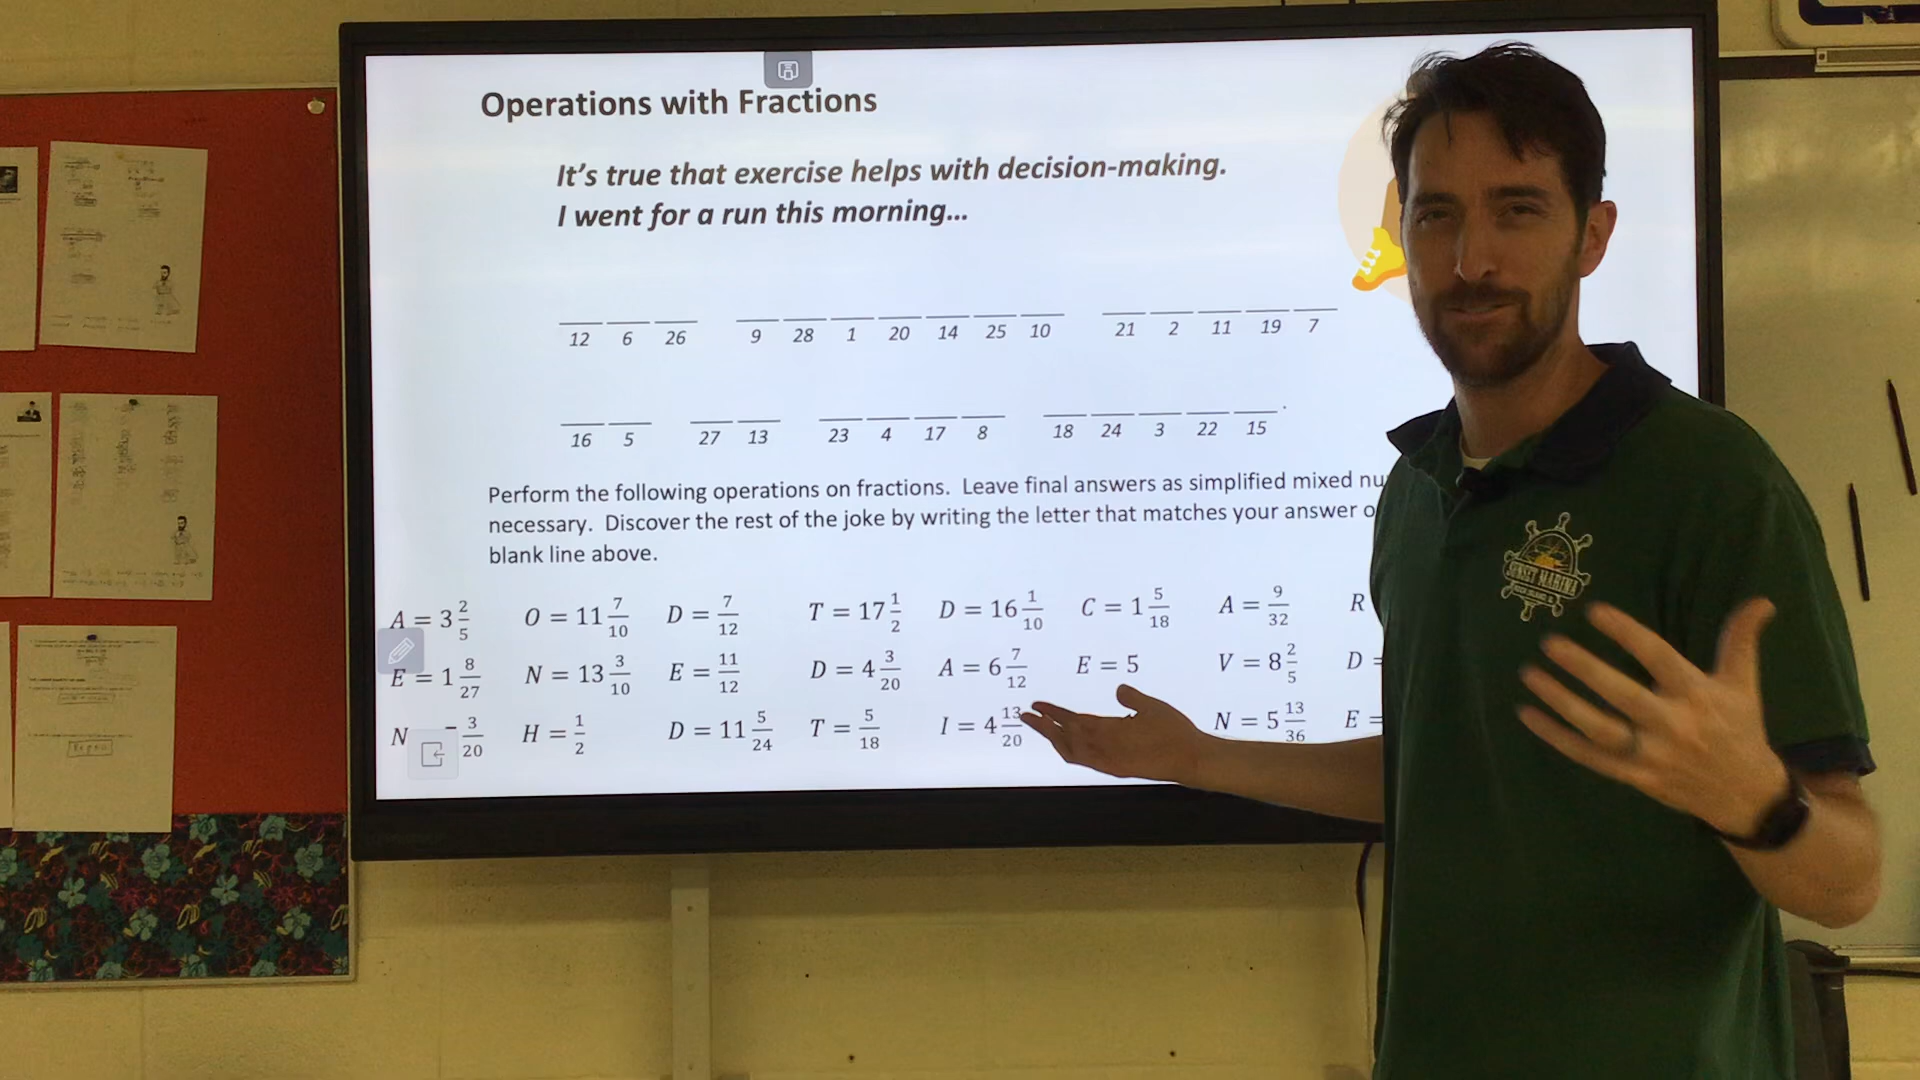 Operations with Fractions
It's true that exercise helps with decision-making.
I went for a run this morning...
12 6 26 9 28 1 20 14 25 10 21 2 11 19 7
16 5 27 13 23 4 17 8 18 24 3 22 15 .
Perform the following operations on fractions. Leave final answers as simplified mixed nu
necessary. Discover the rest of the joke by writing the letter that matches your answer o
blank line above.
A = 3 2/5 O = 11 7/10 D = 7/12 T = 17 1/2 D = 16 1/10 C = 1 5/18 A = 9/32 R
E = 1 8/27 N = 13 3/10 E = 11/12 D = 4 3/20 A = 6 7/12 E = 5 V = 8 2/5 D =
N 3/20 H = 1/2 D = 11 5/24 T = 5/18 I = 4 13/20 N = 5 13/36 E =
SUNSET MARINA